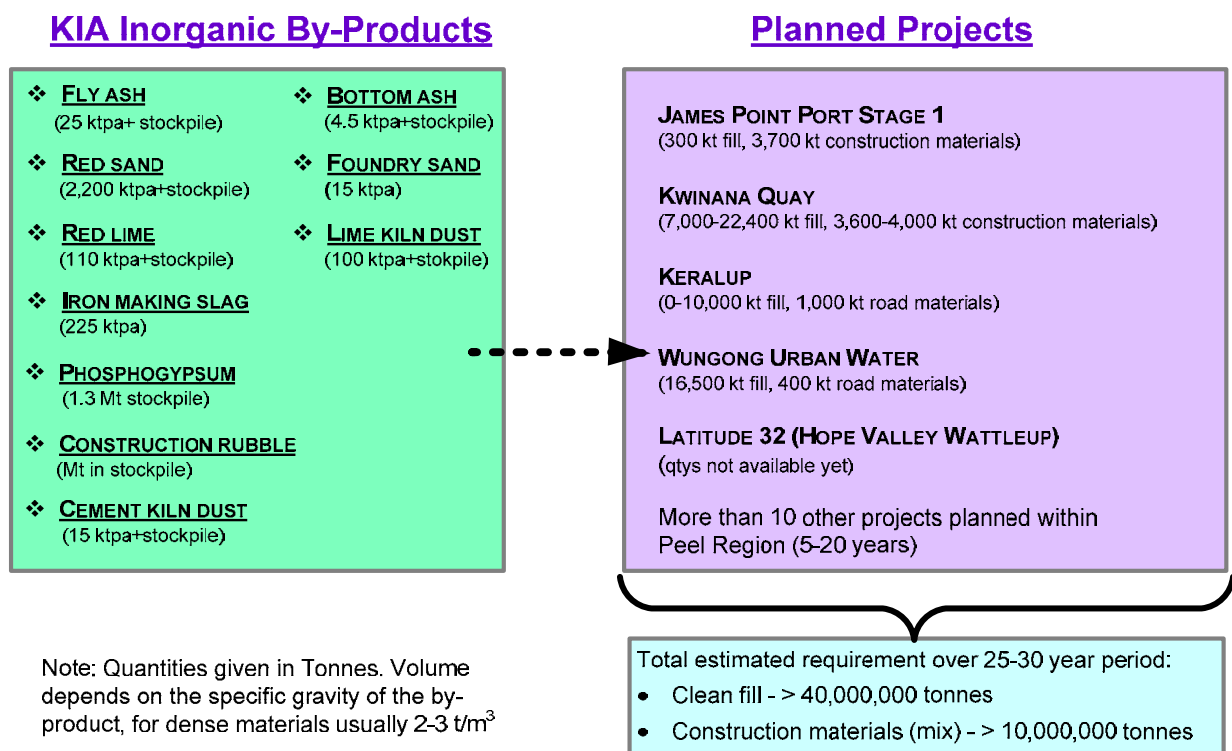 KIA Inorganic By-Products
❖ FLY ASH
(25 ktpa+ stockpile)
❖ RED SAND
(2,200 ktpa+stockpile)
❖ RED LIME
(110 ktpa+stockpile)
❖ IRON MAKING SLAG
(225 ktpa)
❖ PHOSPHOGYPSUM
(1.3 Mt stockpile)
❖ CONSTRUCTION RUBBLE
(Mt in stockpile)
❖ CEMENT KILN DUST
(15 ktpa+stockpile)
❖ BOTTOM ASH
(4.5 ktpa+stockpile)
❖ FOUNDRY SAND
(15 ktpa)
❖ LIME KILN DUST
(100 ktpa+stokpile)
Note: Quantities given in Tonnes. Volume
depends on the specific gravity of the by-
product, for dense materials usually 2-3 t/m³
Planned Projects
JAMES POINT PORT STAGE 1
(300 kt fill, 3,700 kt construction materials)
KWINANA QUAY
(7,000-22,400 kt fill, 3,600-4,000 kt construction materials)
KERALUP
(0-10,000 kt fill, 1,000 kt road materials)
WUNGONG URBAN WATER
(16,500 kt fill, 400 kt road materials)
LATITUDE 32 (HOPE VALLEY WATTLEUP)
(qtys not available yet)
More than 10 other projects planned within
Peel Region (5-20 years)
Total estimated requirement over 25-30 year period:
• Clean fill - > 40,000,000 tonnes
• Construction materials (mix) - > 10,000,000 tonnes